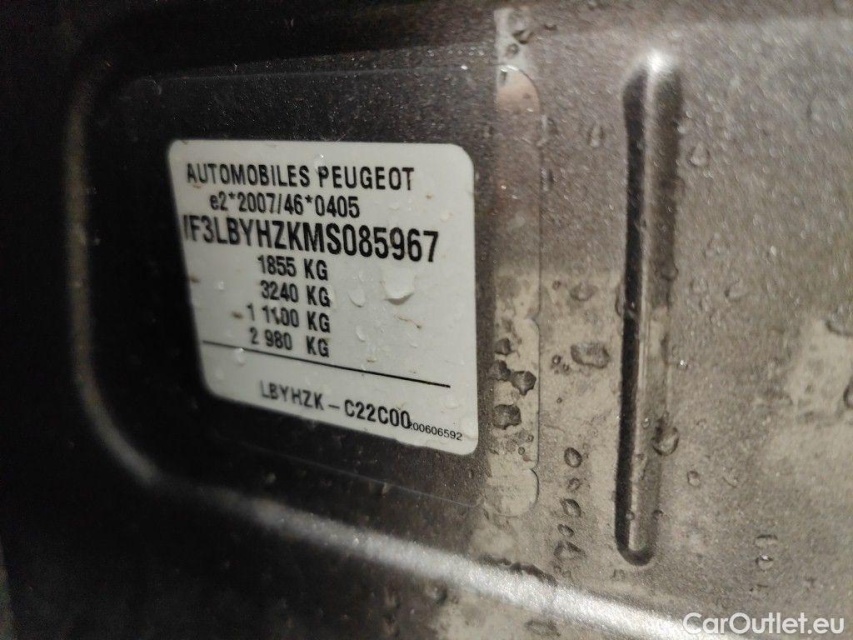 AUTOMOBILES PEUGEOT
e2*2007/46*0405
VF3LBYHZKMS085967
1855 KG
3240 KG
1 1100 KG
2 980 KG
LBYHZK-C22C00
200606592
CarOutlet.eu